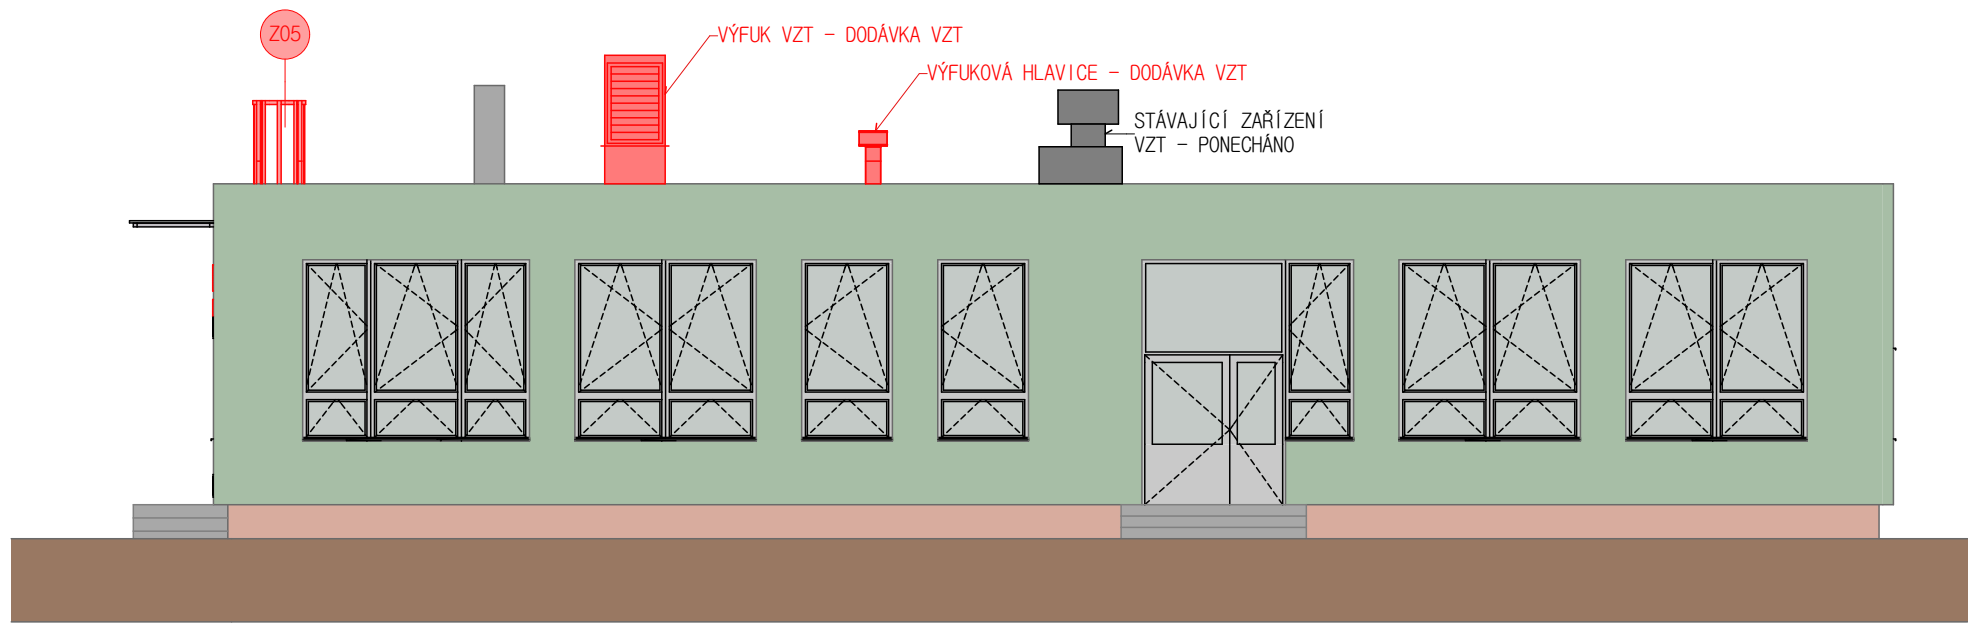 Z05
VÝFUK VZT - DODÁVKA VZT
VÝFUKOVÁ HLAVICE - DODÁVKA VZT
STÁVAJÍCÍ ZAŘÍZENÍ
VZT - PONECHÁNO